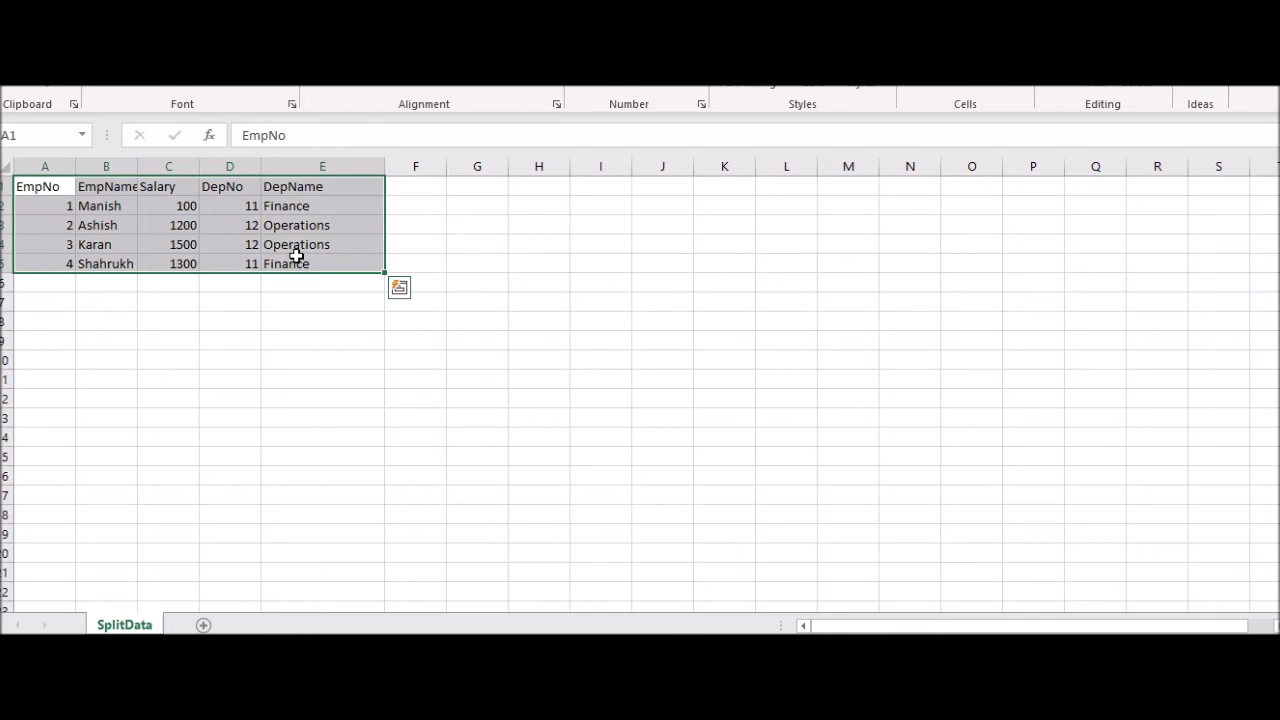 Clipboard Font Alignment Number Styles Cells Editing Ideas
A1 fx EmpNo
A B C D E F G H I J K L M N O P Q R S
EmpNo EmpName Salary DepNo DepName
1 Manish 100 11 Finance
2 Ashish 1200 12 Operations
3 Karan 1500 12 Operations
4 Shahrukh 1300 11 Finance
SplitData